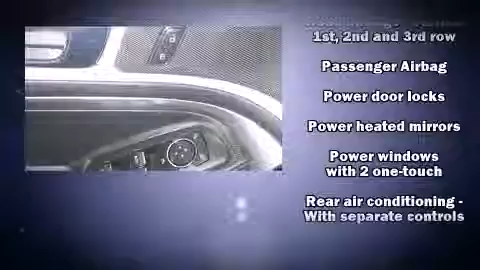 1st, 2nd and 3rd row
Passenger Airbag
Power door locks
Power heated mirrors
Power windows
with 2 one-touch
Rear air conditioning -
With separate controls